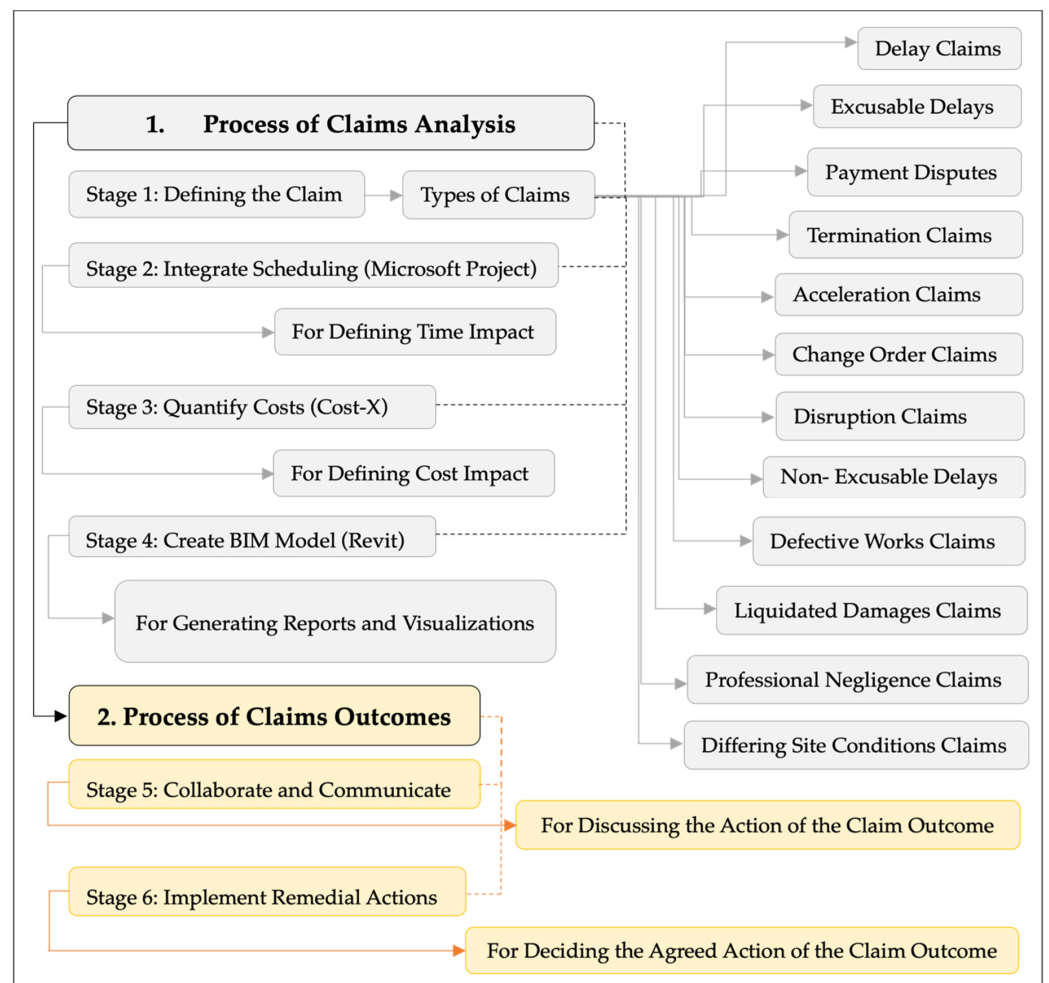 1. Process of Claims Analysis
Stage 1: Defining the Claim
Types of Claims
Delay Claims
Excusable Delays
Payment Disputes
Termination Claims
Acceleration Claims
Change Order Claims
Disruption Claims
Non- Excusable Delays
Defective Works Claims
Liquidated Damages Claims
Professional Negligence Claims
Differing Site Conditions Claims
Stage 2: Integrate Scheduling (Microsoft Project)
For Defining Time Impact
Stage 3: Quantify Costs (Cost-X)
For Defining Cost Impact
Stage 4: Create BIM Model (Revit)
For Generating Reports and Visualizations
2. Process of Claims Outcomes
Stage 5: Collaborate and Communicate
For Discussing the Action of the Claim Outcome
Stage 6: Implement Remedial Actions
For Deciding the Agreed Action of the Claim Outcome